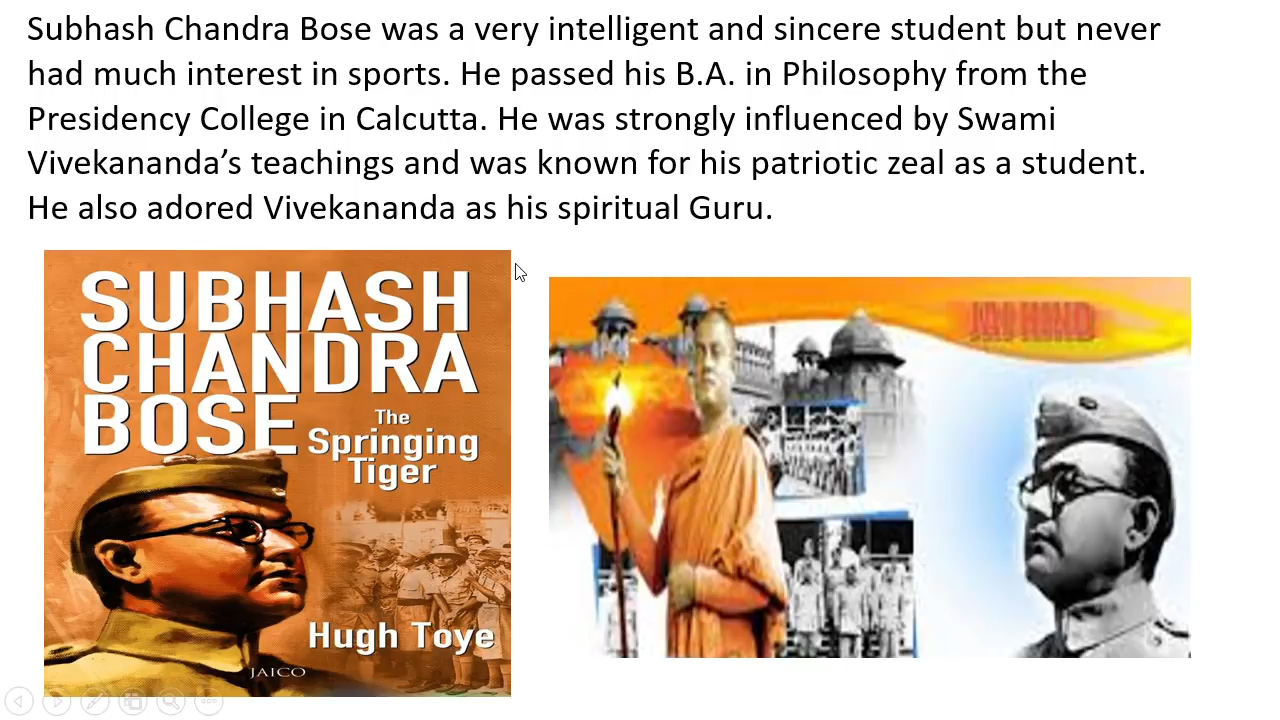 Subhash Chandra Bose was a very intelligent and sincere student but never
had much interest in sports. He passed his B.A. in Philosophy from the
Presidency College in Calcutta. He was strongly influenced by Swami
Vivekananda’s teachings and was known for his patriotic zeal as a student.
He also adored Vivekananda as his spiritual Guru.
SUBHASH
CHANDRA
BOSE
The
Springing
Tiger
Hugh Toye
JAICO
JAI HIND